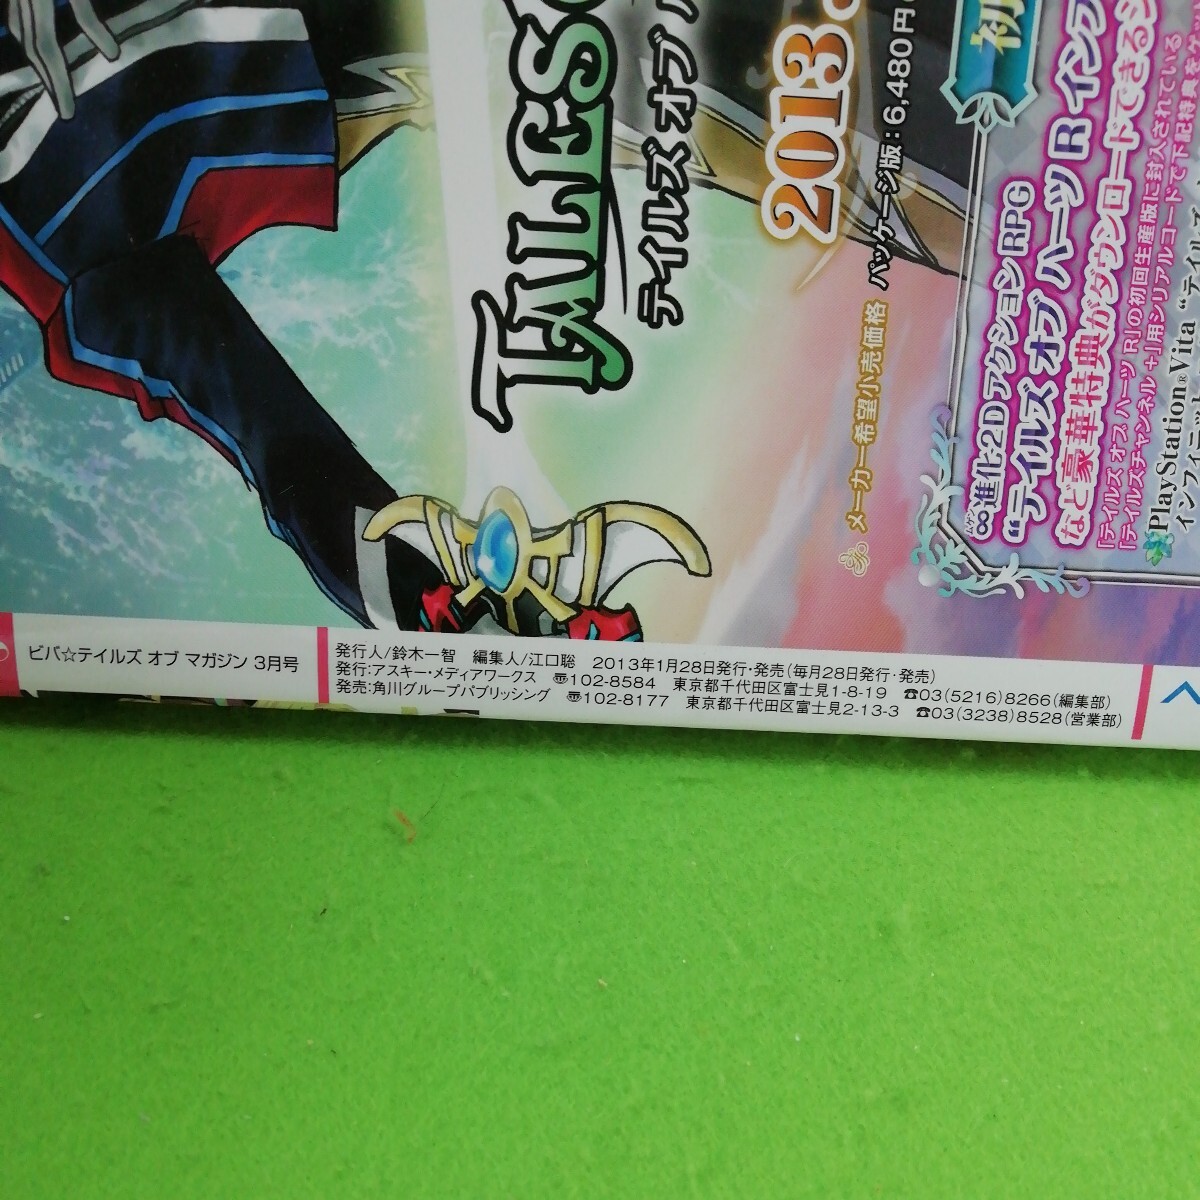 TALES O
テイルズ オブ ハ
2013.
メーカー希望小売価格 パッケージ版：6,480円
初
∞進化2DアクションRPG
“テイルズ オブ ハーツ R インフ
など豪華特典がダウンロードできるシ
「テイルズ オブ ハーツ R」の初回生産版に封入されている
「テイルズチャンネル＋」用シリアルコードで下記特典を
PlayStation®Vita “テイルズ
ビバ☆テイルズ オブ マガジン 3月号
発行人/鈴木一智　編集人/江口聡　2013年1月28日発行・発売(毎月28日発行・発売)
発行:アスキー・メディアワークス　〠102-8584　東京都千代田区富士見1-8-19　☎03(5216)8266(編集部)
発売:角川グループパブリッシング　〠102-8177　東京都千代田区富士見2-13-3　☎03(3238)8528(営業部)